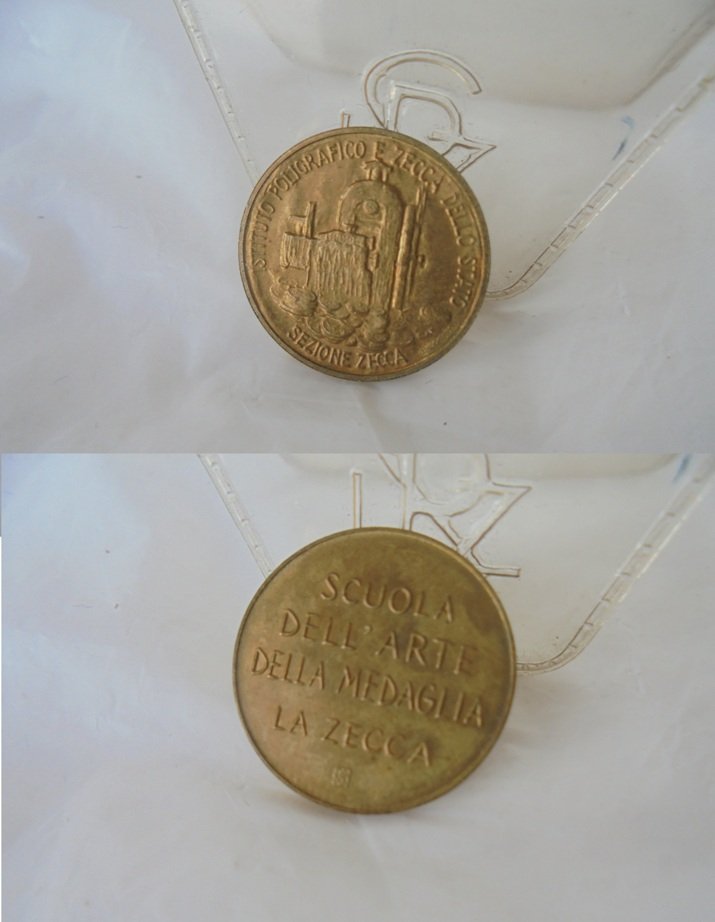 ISTITUTO POLIGRAFICO E ZECCA DELLO STATO
SEZIONE ZECCA
SCUOLA
DELL'ARTE
DELLA MEDAGLIA
LA ZECCA